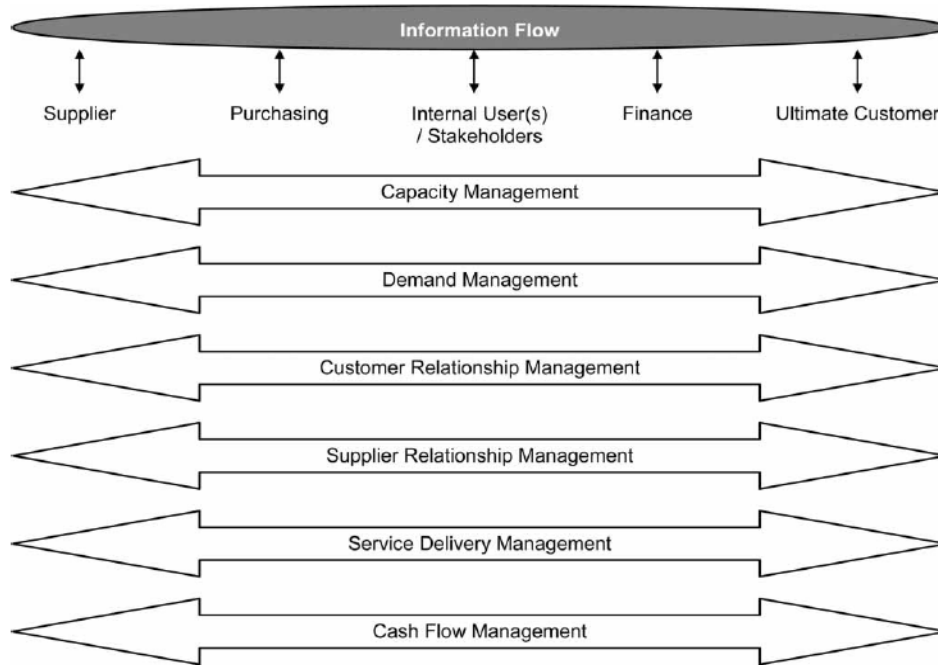 Information Flow
Supplier
Purchasing
Internal User(s)
/ Stakeholders
Finance
Ultimate Customer
Capacity Management
Demand Management
Customer Relationship Management
Supplier Relationship Management
Service Delivery Management
Cash Flow Management